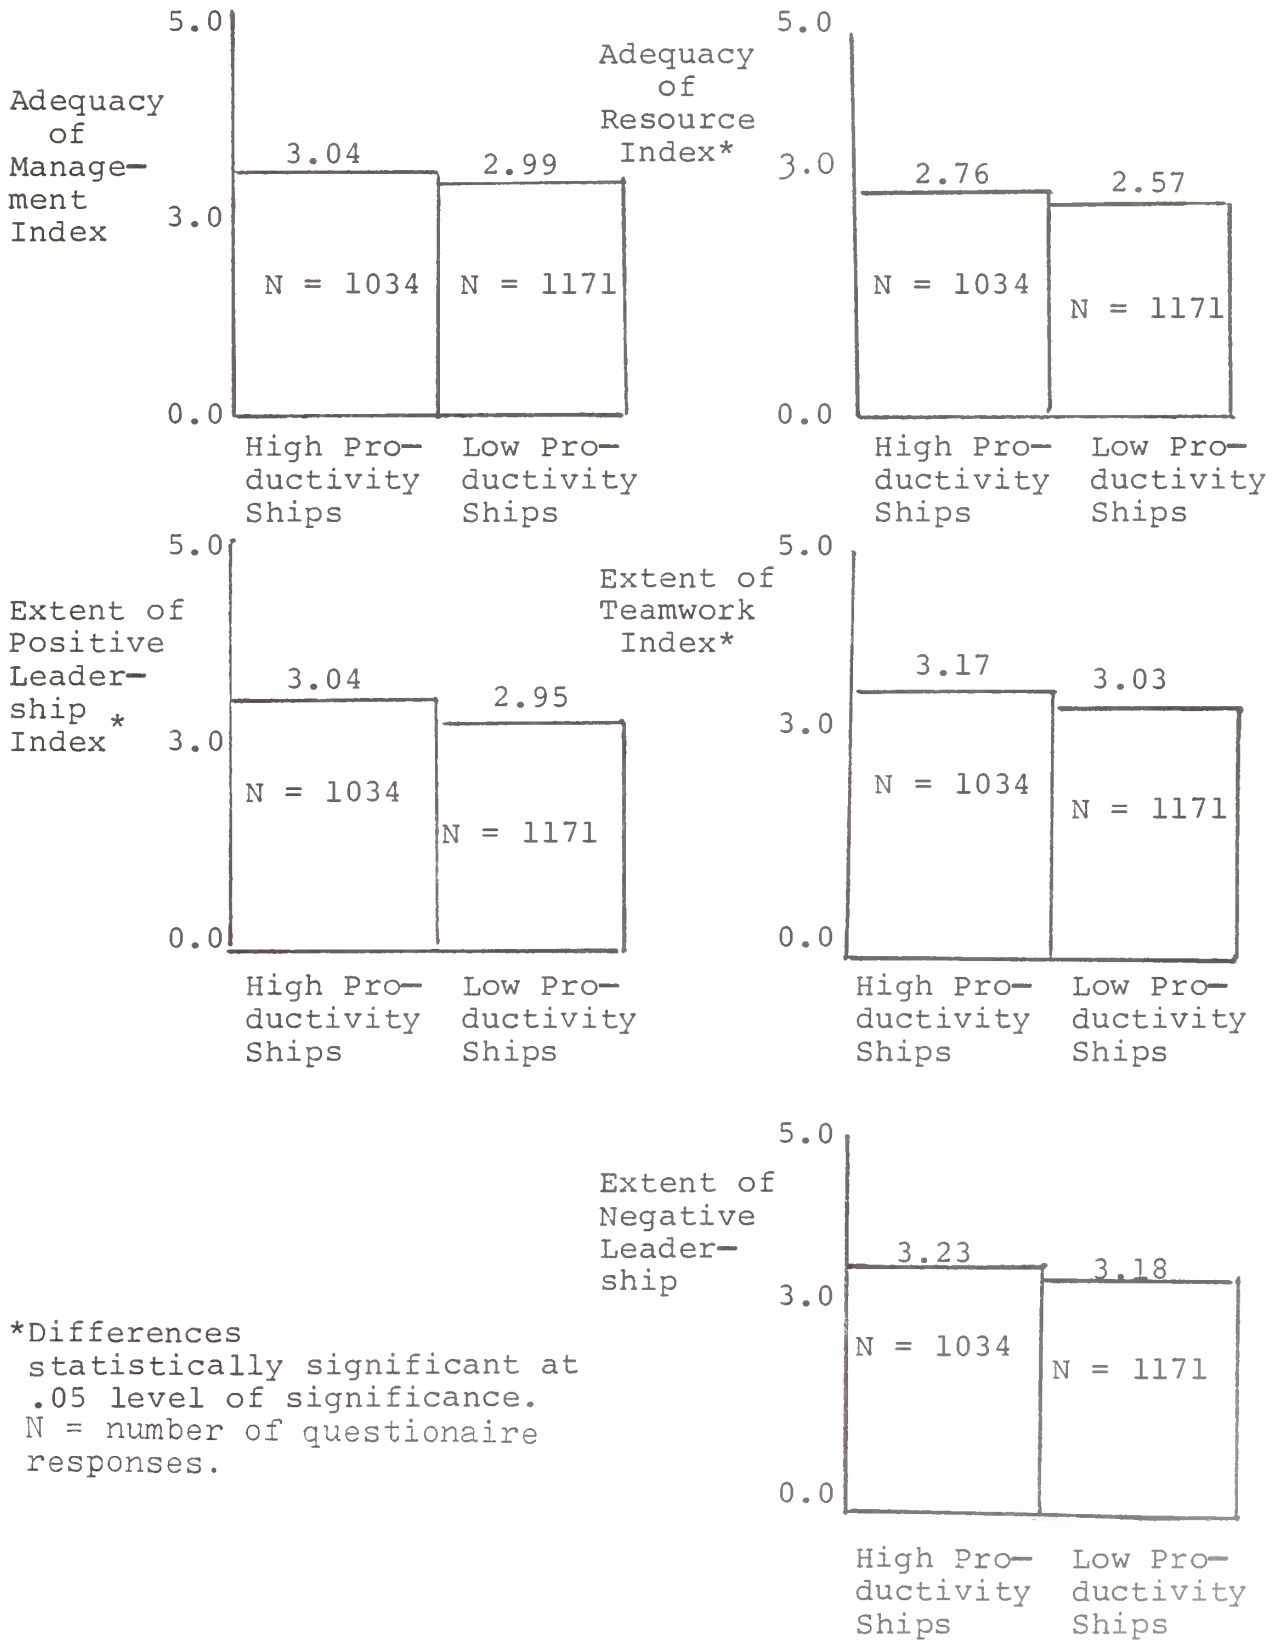 5.0
Adequacy
of
Manage-
ment
Index
3.04
2.99
3.0
N = 1034
N = 1171
0.0
High Pro-
ductivity
Ships
Low Pro-
ductivity
Ships
5.0
Adequacy
of
Resource
Index*
3.0
2.76
2.57
N = 1034
N = 1171
0.0
High Pro-
ductivity
Ships
Low Pro-
ductivity
Ships
5.0
Extent of
Positive
Leader-
ship *
Index
3.04
2.95
3.0
N = 1034
N = 1171
0.0
High Pro-
ductivity
Ships
Low Pro-
ductivity
Ships
5.0
Extent of
Teamwork
Index*
3.17
3.03
3.0
N = 1034
N = 1171
0.0
High Pro-
ductivity
Ships
Low Pro-
ductivity
Ships
5.0
Extent of
Negative
Leader-
ship
3.23
3.18
3.0
N = 1034
N = 1171
0.0
High Pro-
ductivity
Ships
Low Pro-
ductivity
Ships
*Differences
statistically significant at
.05 level of significance.
N = number of questionaire
responses.